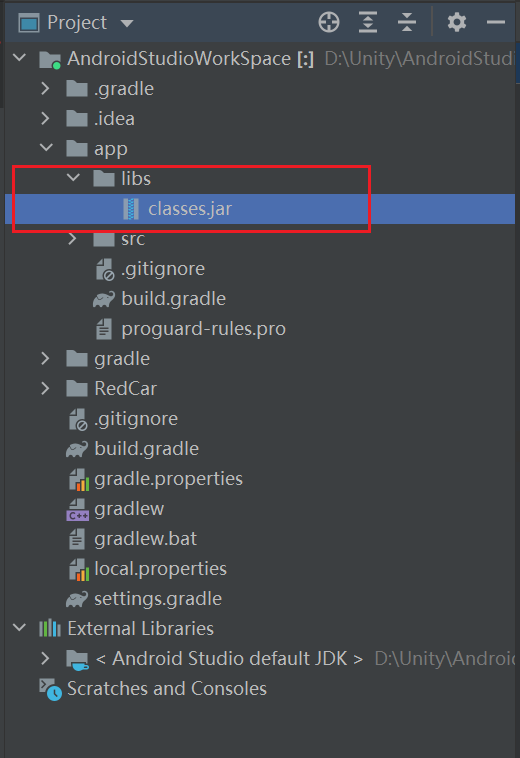 Project
AndroidStudioWorkSpace [:] D:\Unity\AndroidStudi
.gradle
.idea
app
libs
classes.jar
src
.gitignore
build.gradle
proguard-rules.pro
gradle
RedCar
.gitignore
build.gradle
gradle.properties
C++ gradlew
gradlew.bat
local.properties
settings.gradle
External Libraries
< Android Studio default JDK > D:\Unity\Androi
Scratches and Consoles